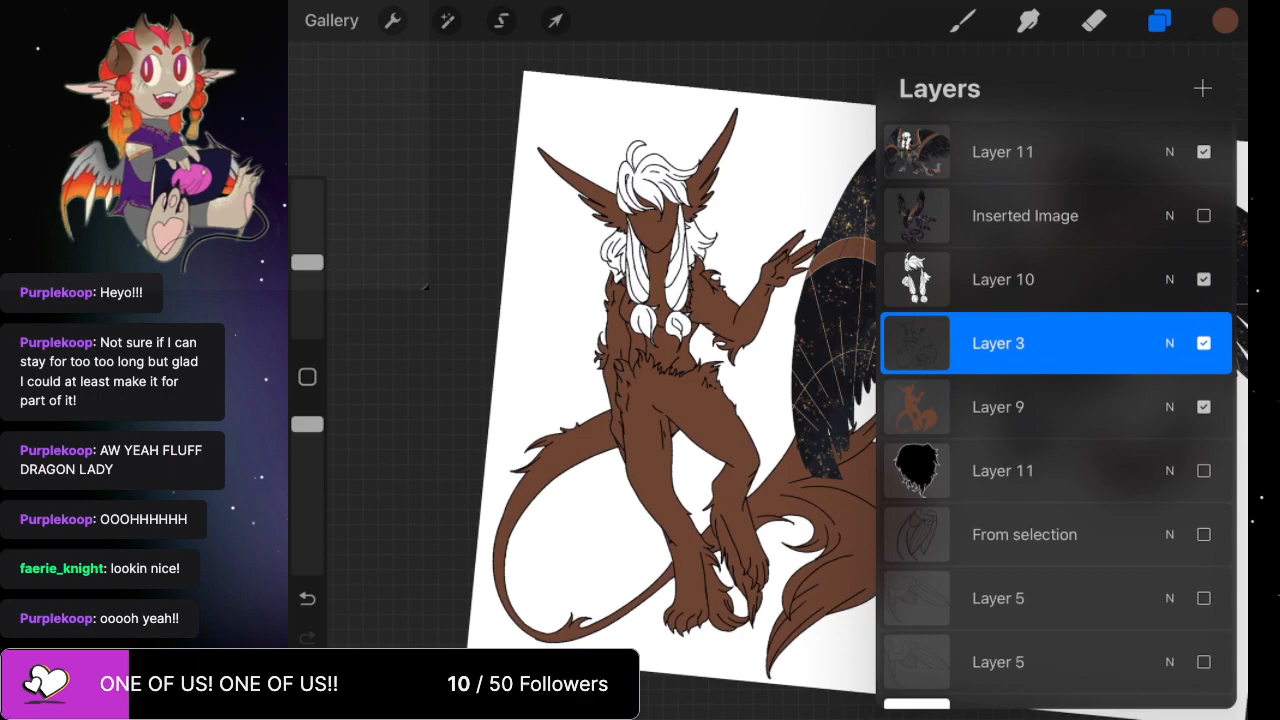 Gallery
Layers
Layer 11 N
Inserted Image N
Layer 10 N
Layer 3 N
Layer 9 N
Layer 11 N
From selection N
Layer 5 N
Layer 5 N
Purplekoop: Heyo!!!
Purplekoop: Not sure if I can
stay for too too long but glad
I could at least make it for
part of it!
Purplekoop: AW YEAH FLUFF
DRAGON LADY
Purplekoop: OOOHHHHHH
faerie_knight: lookin nice!
Purplekoop: ooooh yeah!!
ONE OF US! ONE OF US!! 10 / 50 Followers